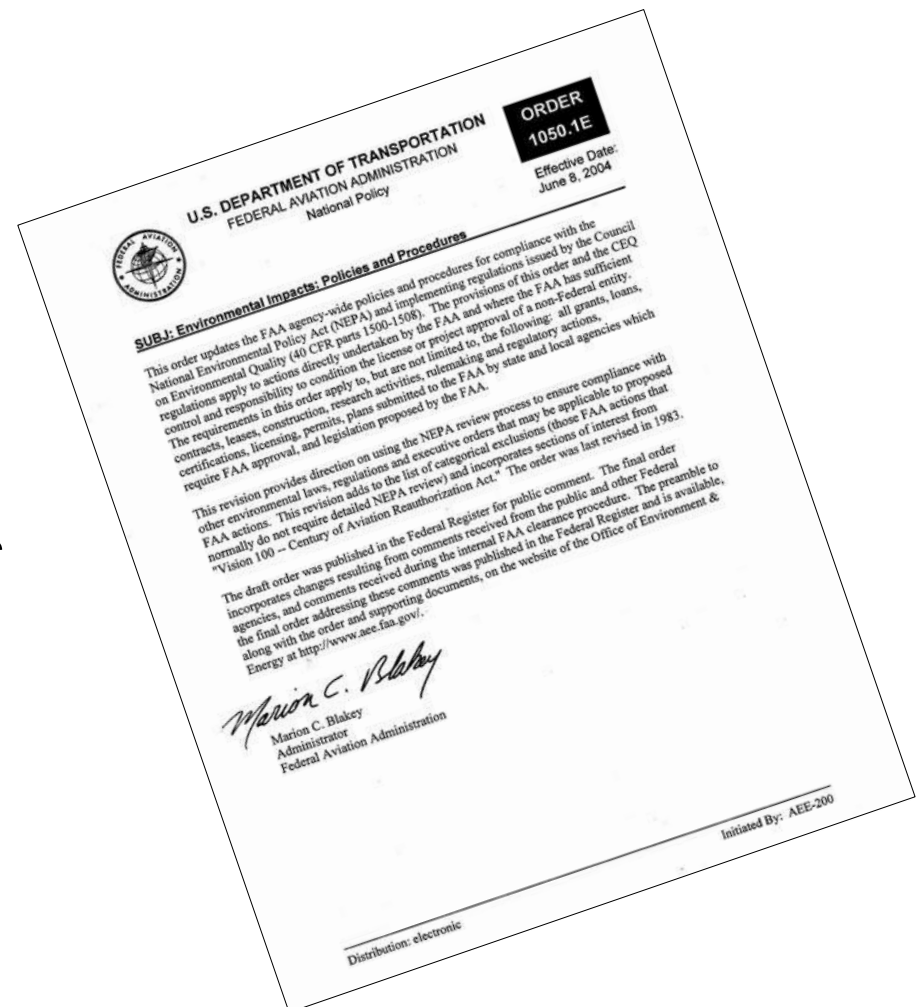 ORDER
1050.1E
U.S. DEPARTMENT OF TRANSPORTATION
FEDERAL AVIATION ADMINISTRATION
National Policy
Effective Date:
June 8, 2004
FEDERAL AVIATION
ADMINISTRATION
SUBJ: Environmental Impacts: Policies and Procedures
This order updates the FAA agency-wide policies and procedures for compliance with the
National Environmental Policy Act (NEPA) and implementing regulations issued by the Council
on Environmental Quality (40 CFR parts 1500-1508). The provisions of this order and the CEQ
regulations apply to actions directly undertaken by the FAA and where the FAA has sufficient
control and responsibility to condition the license or project approval of a non-Federal entity.
The requirements in this order apply to, but are not limited to, the following: all grants, loans,
contracts, leases, construction, research activities, rulemaking and regulatory actions,
certifications, licensing, permits, plans submitted to the FAA by state and local agencies which
require FAA approval, and legislation proposed by the FAA.
This revision provides direction on using the NEPA review process to ensure compliance with
other environmental laws, regulations and executive orders that may be applicable to proposed
FAA actions. This revision adds to the list of categorical exclusions (those FAA actions that
normally do not require detailed NEPA review) and incorporates sections of interest from
"Vision 100 -- Century of Aviation Reauthorization Act." The order was last revised in 1983.
The draft order was published in the Federal Register for public comment. The final order
incorporates changes resulting from comments received from the public and other Federal
agencies, and comments received during the internal FAA clearance procedure. The preamble to
the final order addressing these comments was published in the Federal Register and is available,
along with the order and supporting documents, on the website of the Office of Environment &
Energy at http://www.aee.faa.gov/.
Marion C. Blakey
Marion C. Blakey
Administrator
Federal Aviation Administration
Distribution: electronic
Initiated By: AEE-200